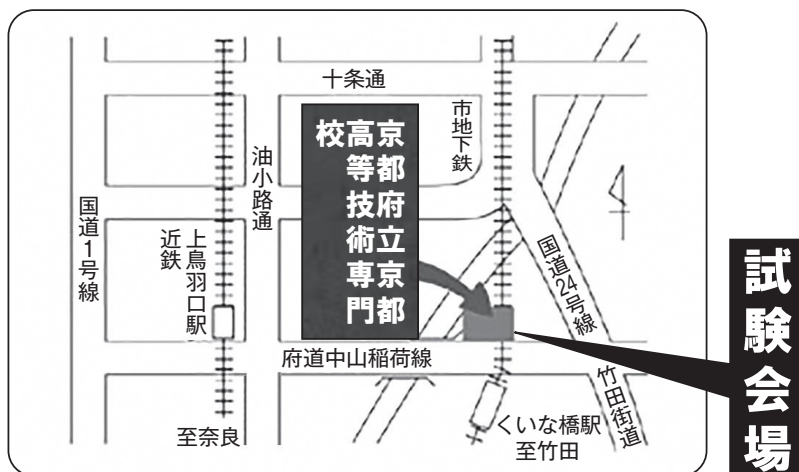 十条通
市地下鉄
京都府立京都
高等技術専門
校
油小路通
国道1号線
上鳥羽口駅
近鉄
国道24号線
府道中山稲荷線
竹田街道
くいな橋駅
至竹田
至奈良
試験会場